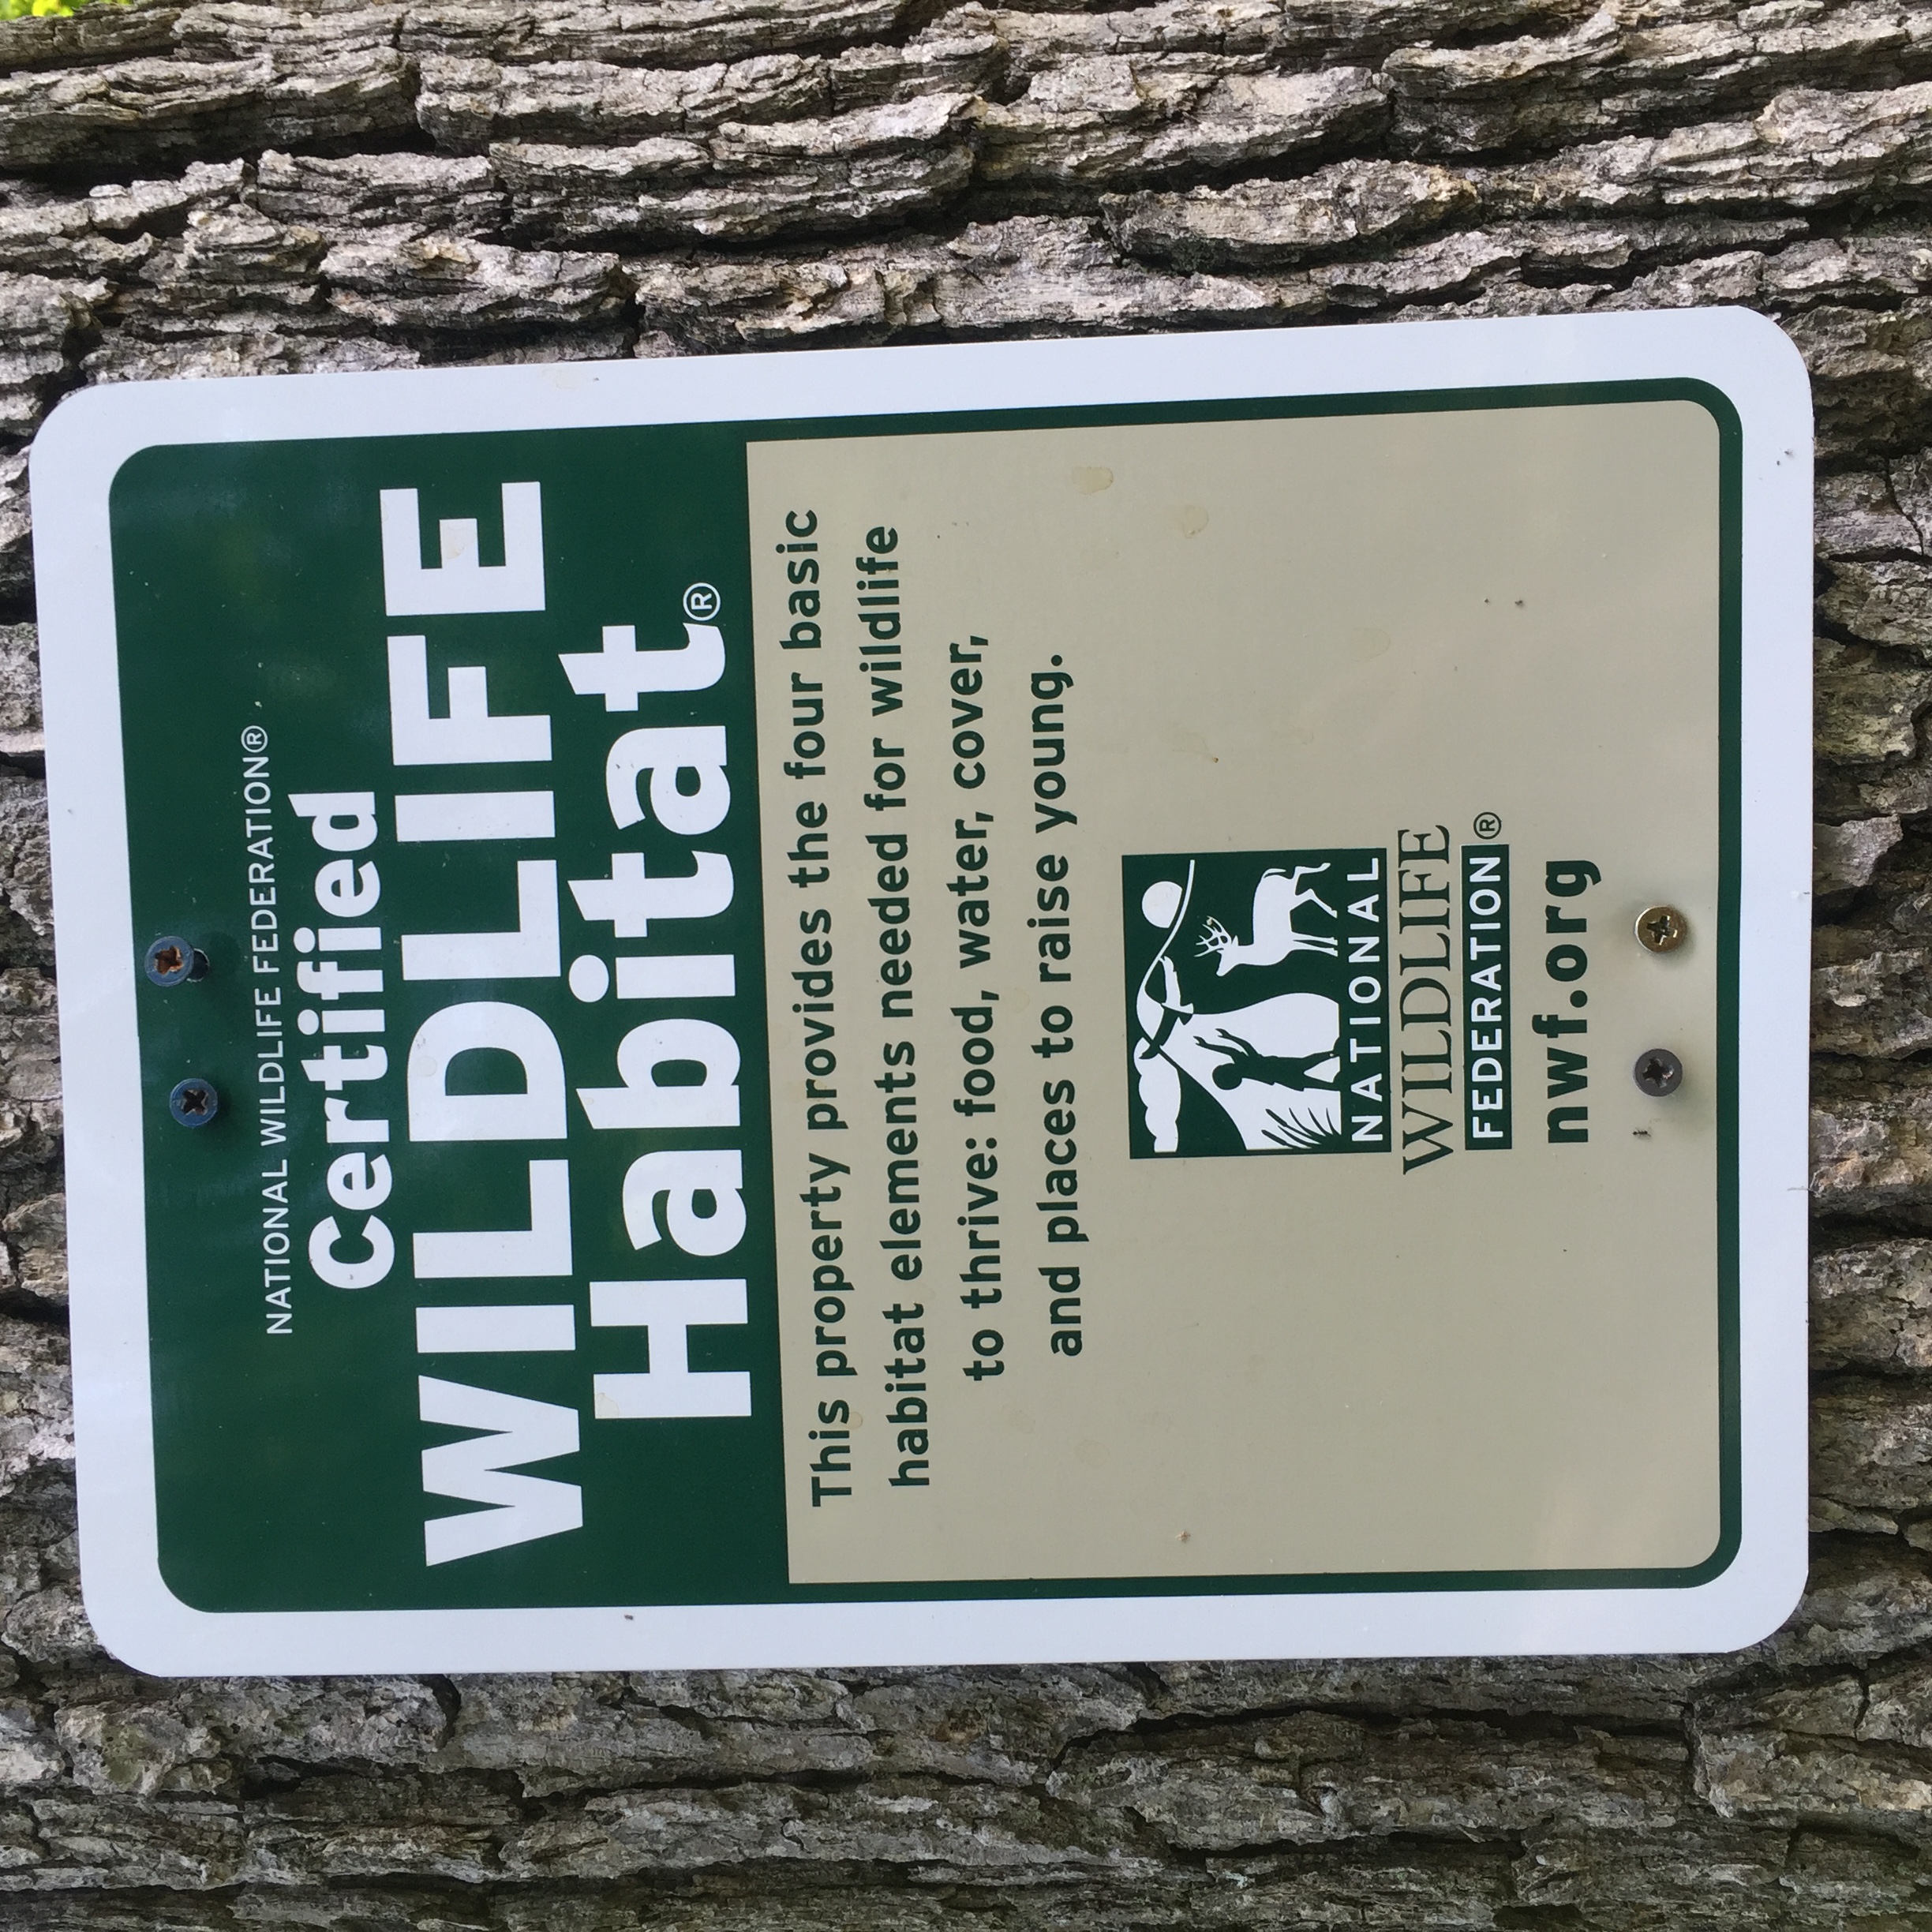 NATIONAL WILDLIFE FEDERATION®
Certified
WILDLIFE
Habitat®
This property provides the four basic
habitat elements needed for wildlife
to thrive: food, water, cover,
and places to raise young.
NATIONAL
WILDLIFE
FEDERATION®
nwf.org